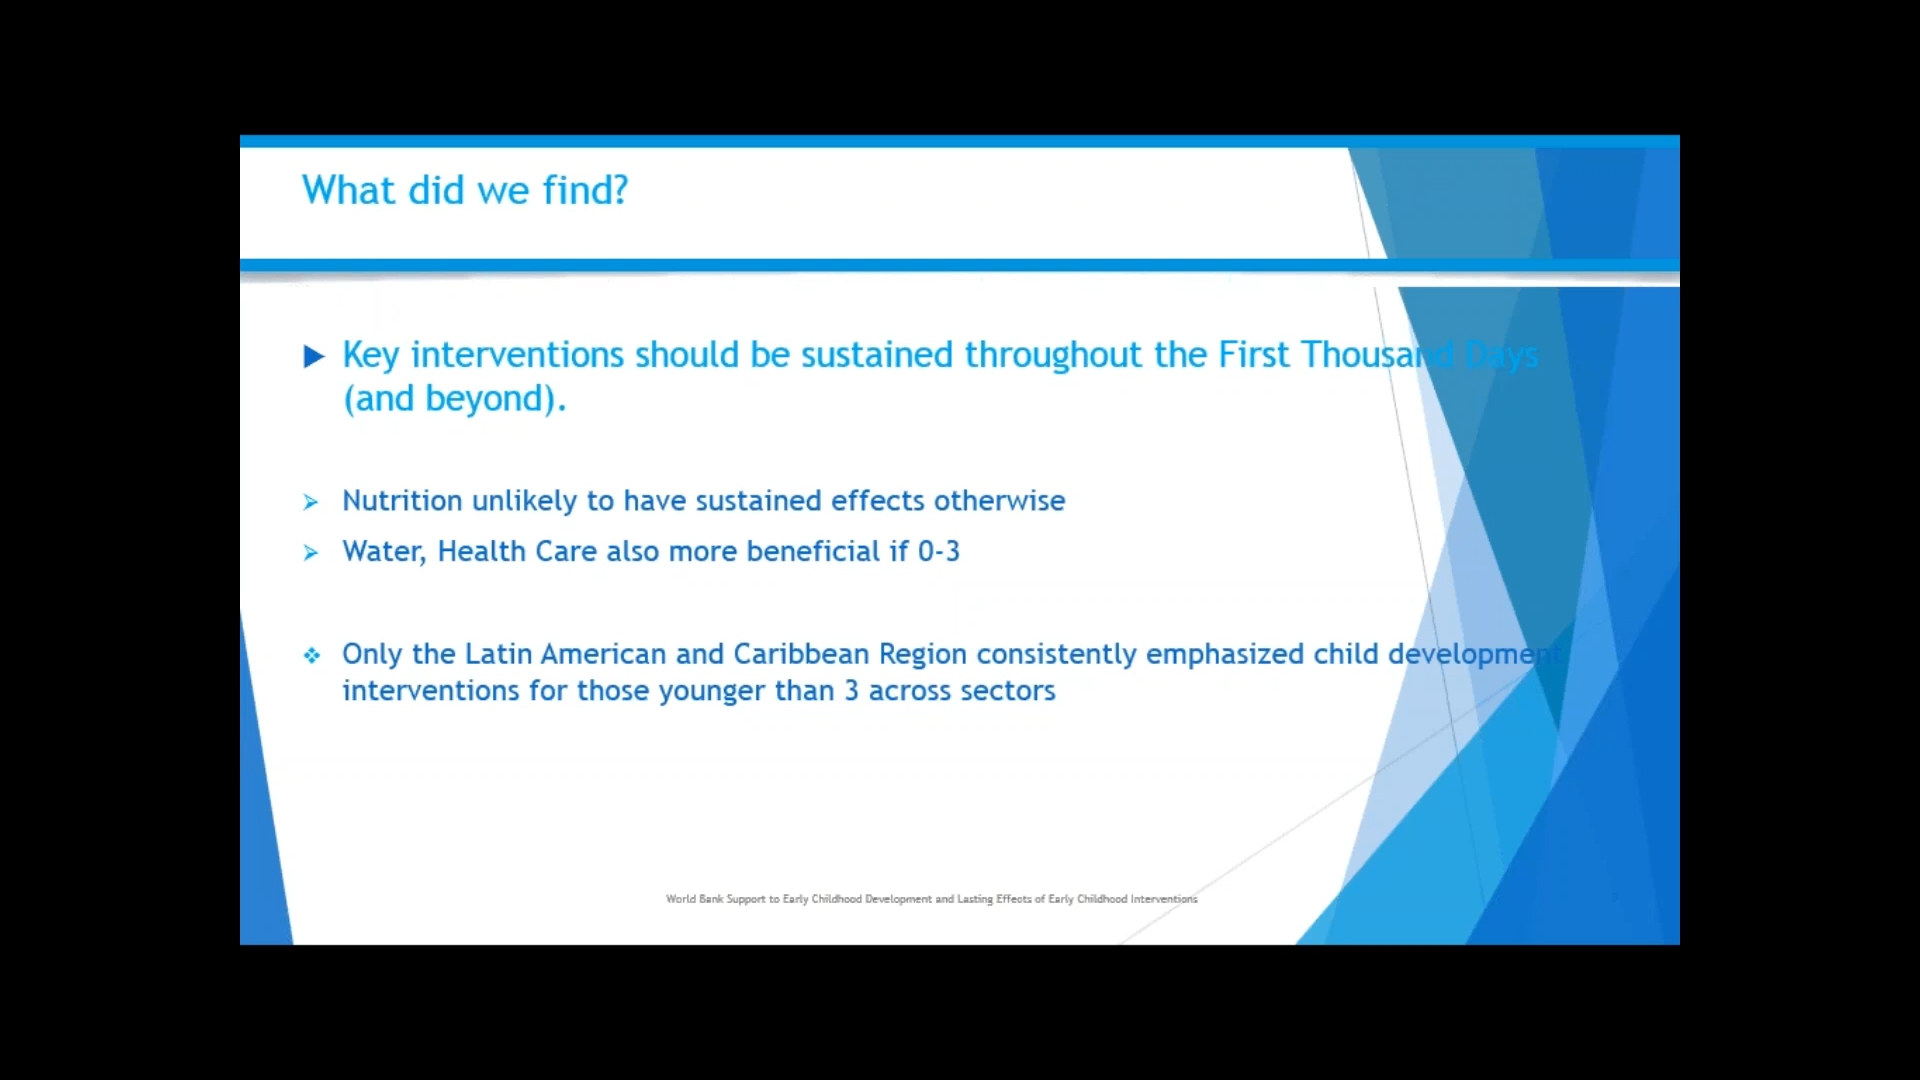 What did we find?
Key interventions should be sustained throughout the First Thousand Days
(and beyond).
Nutrition unlikely to have sustained effects otherwise
Water, Health Care also more beneficial if 0-3
Only the Latin American and Caribbean Region consistently emphasized child development
interventions for those younger than 3 across sectors
World Bank Support to Early Childhood Development and Lasting Effects of Early Childhood Interventions